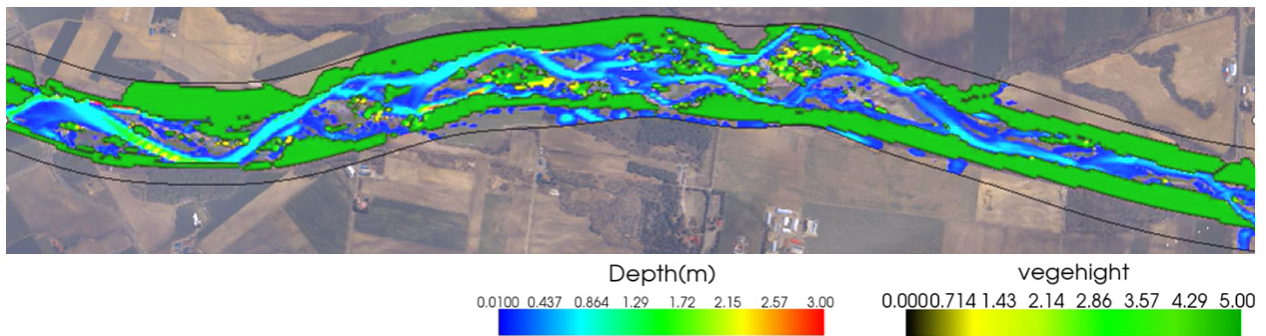 Depth(m)
0.0100 0.437 0.864 1.29 1.72 2.15 2.57 3.00
vegehight
0.0000.714 1.43 2.14 2.86 3.57 4.29 5.00